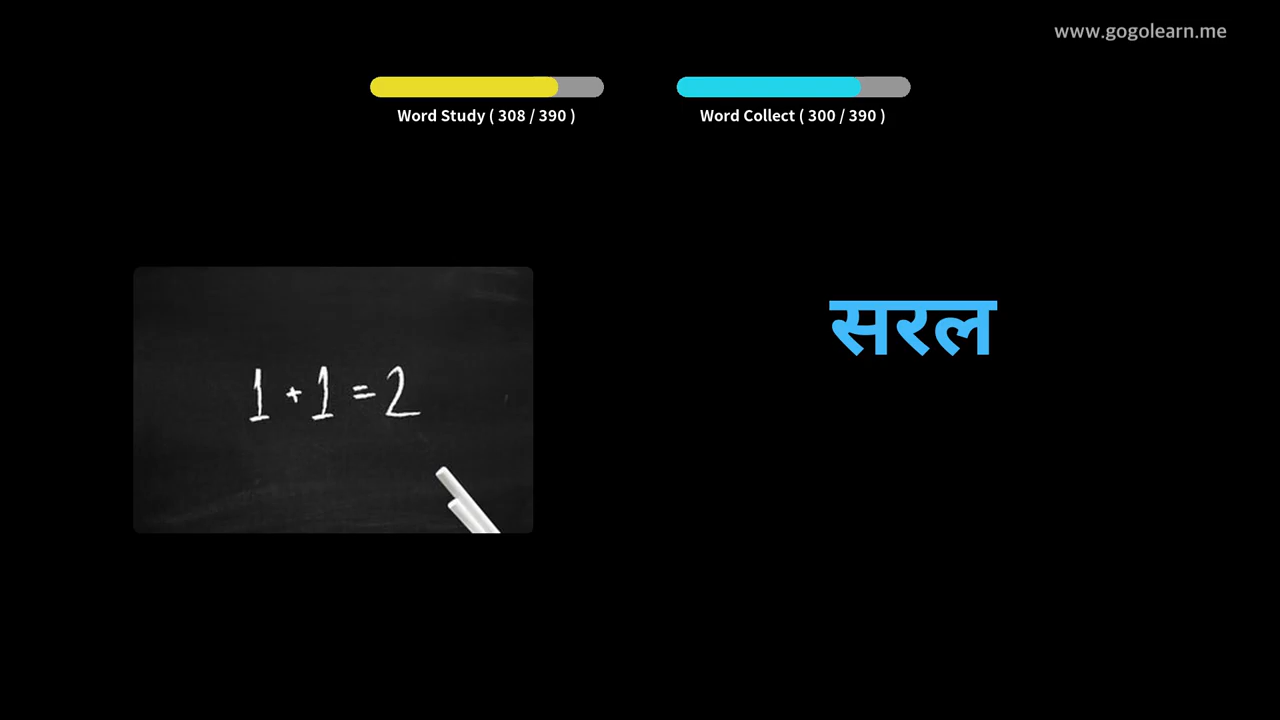 www.gogolearn.me
Word Study ( 308 / 390 )
Word Collect ( 300 / 390 )
1 + 1 = 2
सरल